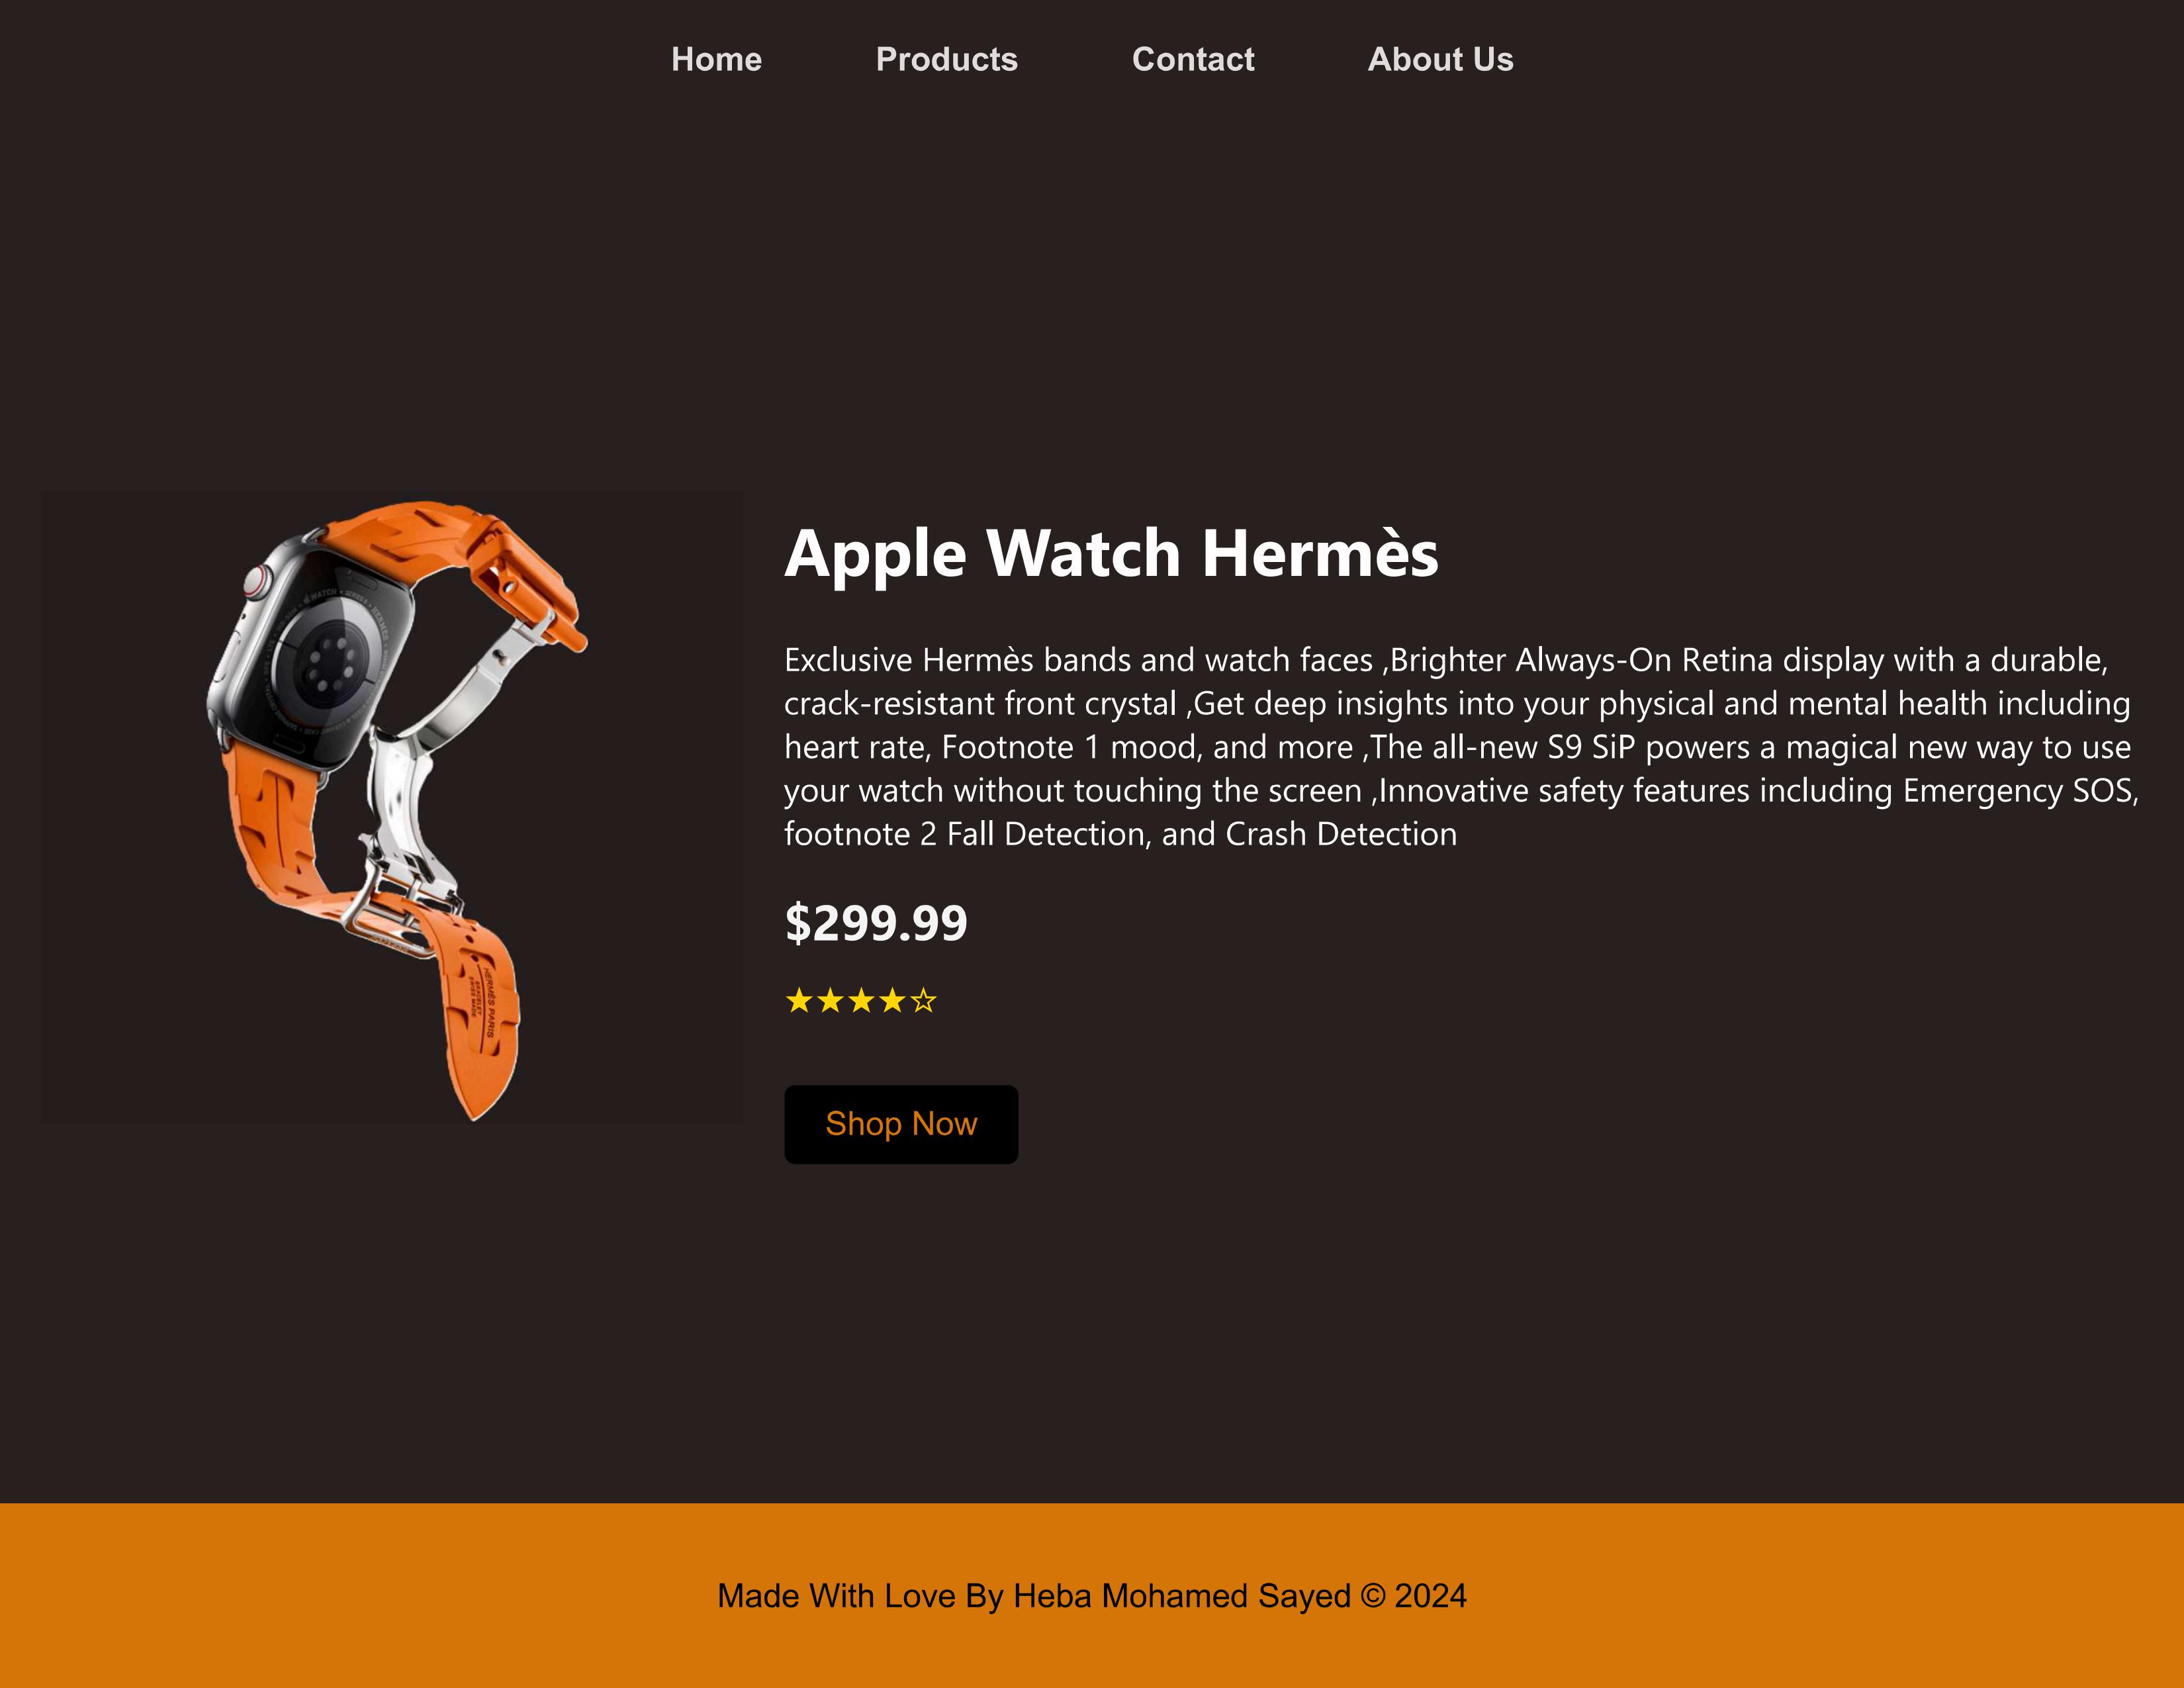 Home Products Contact About Us
Apple Watch Hermès
Exclusive Hermès bands and watch faces ,Brighter Always-On Retina display with a durable,
crack-resistant front crystal ,Get deep insights into your physical and mental health including
heart rate, Footnote 1 mood, and more ,The all-new S9 SiP powers a magical new way to use
your watch without touching the screen ,Innovative safety features including Emergency SOS,
footnote 2 Fall Detection, and Crash Detection
$299.99
★★★★☆
Shop Now
HERMÈS PARIS
Made With Love By Heba Mohamed Sayed © 2024